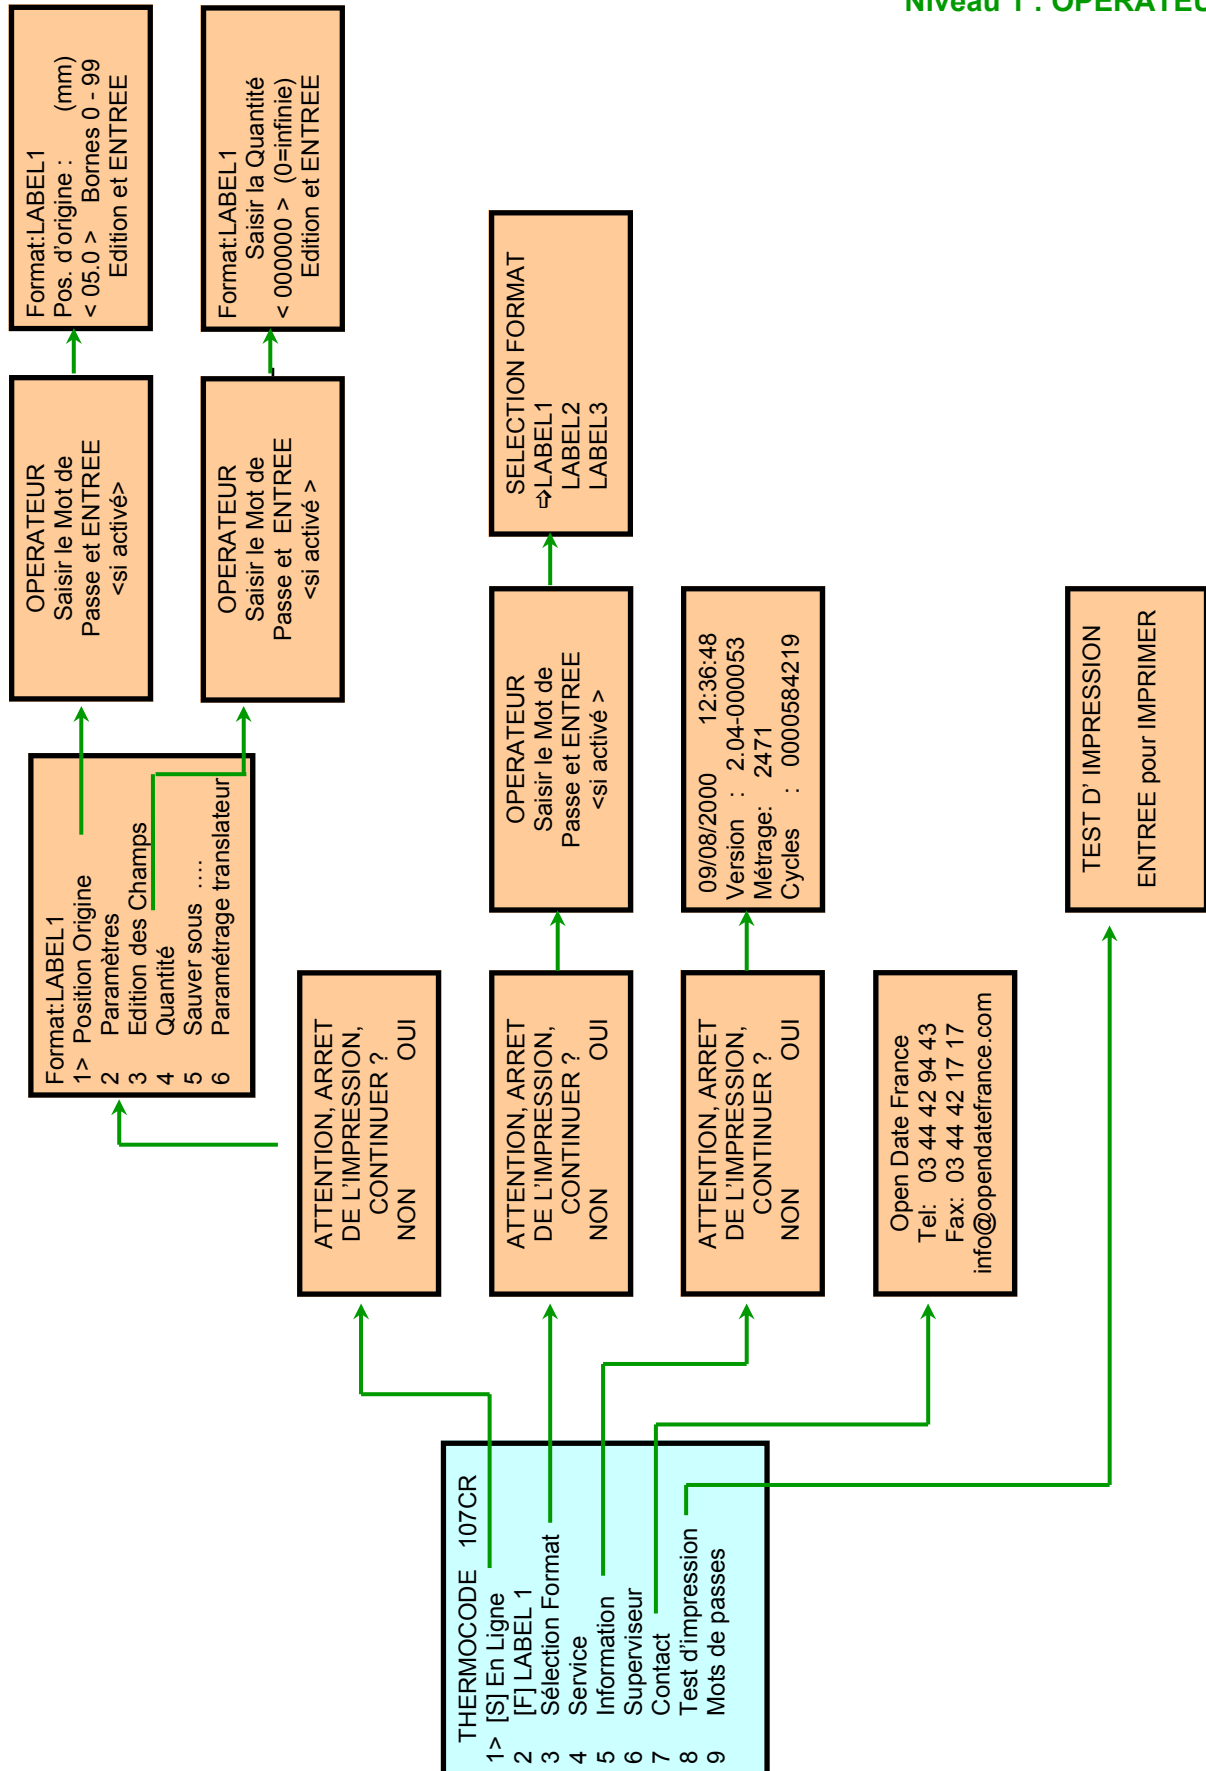 Niveau 1 : OPERATEU
THERMOCODE 107CR
1> [S] En Ligne
2 [F] LABEL 1
3 Sélection Format
4 Service
5 Information
6 Superviseur
7 Contact
8 Test d'impression
9 Mots de passes
ATTENTION, ARRET
DE L'IMPRESSION,
CONTINUER ?
NON OUI
Format:LABEL1
1> Position Origine
2 Paramètres
3 Edition des Champs
4 Quantité
5 Sauver sous ….
6 Paramétrage translateur
OPERATEUR
Saisir le Mot de
Passe et ENTREE
<si activé>
Format:LABEL1
Pos. d'origine : (mm)
< 05.0 > Bornes 0 - 99
Edition et ENTREE
OPERATEUR
Saisir le Mot de
Passe et ENTREE
<si activé >
Format:LABEL1
Saisir la Quantité
< 000000 > (0=infinie)
Edition et ENTREE
ATTENTION, ARRET
DE L'IMPRESSION,
CONTINUER ?
NON OUI
OPERATEUR
Saisir le Mot de
Passe et ENTREE
<si activé >
SELECTION FORMAT
⇨LABEL1
LABEL2
LABEL3
ATTENTION, ARRET
DE L'IMPRESSION,
CONTINUER ?
NON OUI
09/08/2000 12:36:48
Version : 2.04-000053
Métrage: 2471
Cycles : 0000584219
Open Date France
Tel: 03 44 42 94 43
Fax: 03 44 42 17 17
info@opendatefrance.com
TEST D' IMPRESSION
ENTREE pour IMPRIMER